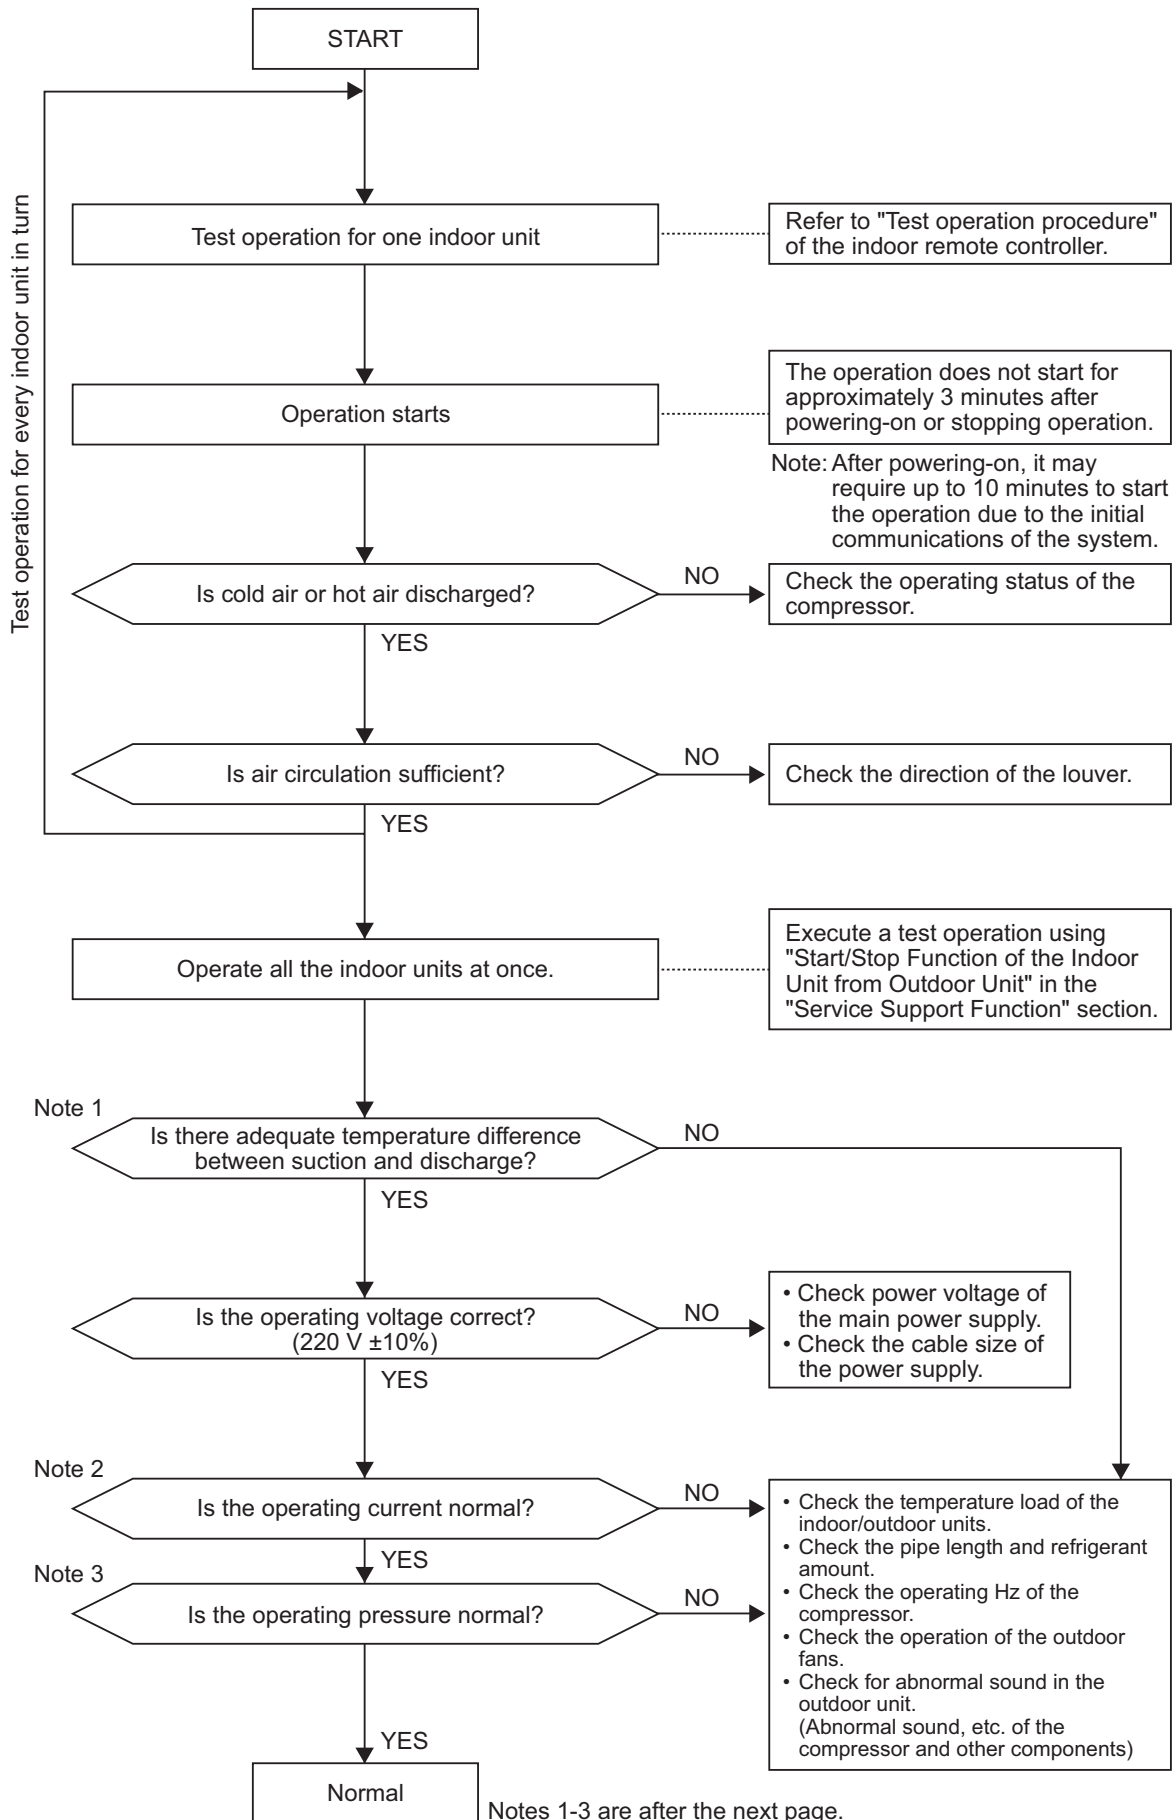 START
Test operation for every indoor unit in turn
Test operation for one indoor unit
Refer to "Test operation procedure"
of the indoor remote controller.
Operation starts
The operation does not start for
approximately 3 minutes after
powering-on or stopping operation.
Note: After powering-on, it may
require up to 10 minutes to start
the operation due to the initial
communications of the system.
Is cold air or hot air discharged?
NO
Check the operating status of the
compressor.
YES
Is air circulation sufficient?
NO
Check the direction of the louver.
YES
Operate all the indoor units at once.
Execute a test operation using
"Start/Stop Function of the Indoor
Unit from Outdoor Unit" in the
"Service Support Function" section.
Note 1
Is there adequate temperature difference
between suction and discharge?
NO
YES
Is the operating voltage correct?
(220 V ±10%)
NO
• Check power voltage of
the main power supply.
• Check the cable size of
the power supply.
YES
Note 2
Is the operating current normal?
NO
YES
Note 3
Is the operating pressure normal?
NO
• Check the temperature load of the
indoor/outdoor units.
• Check the pipe length and refrigerant
amount.
• Check the operating Hz of the
compressor.
• Check the operation of the outdoor
fans.
• Check for abnormal sound in the
outdoor unit.
(Abnormal sound, etc. of the
compressor and other components)
YES
Normal
Notes 1-3 are after the next page.